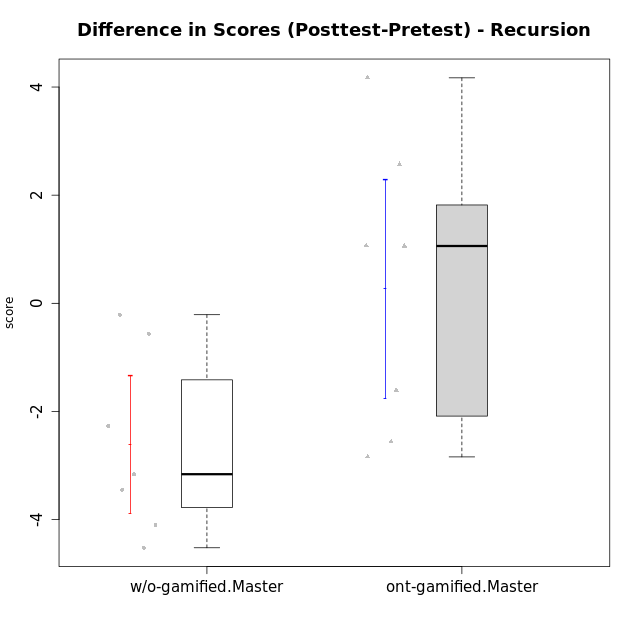 Difference in Scores (Posttest-Pretest) - Recursion
4
2
0
-2
-4
score
w/o-gamified.Master
ont-gamified.Master